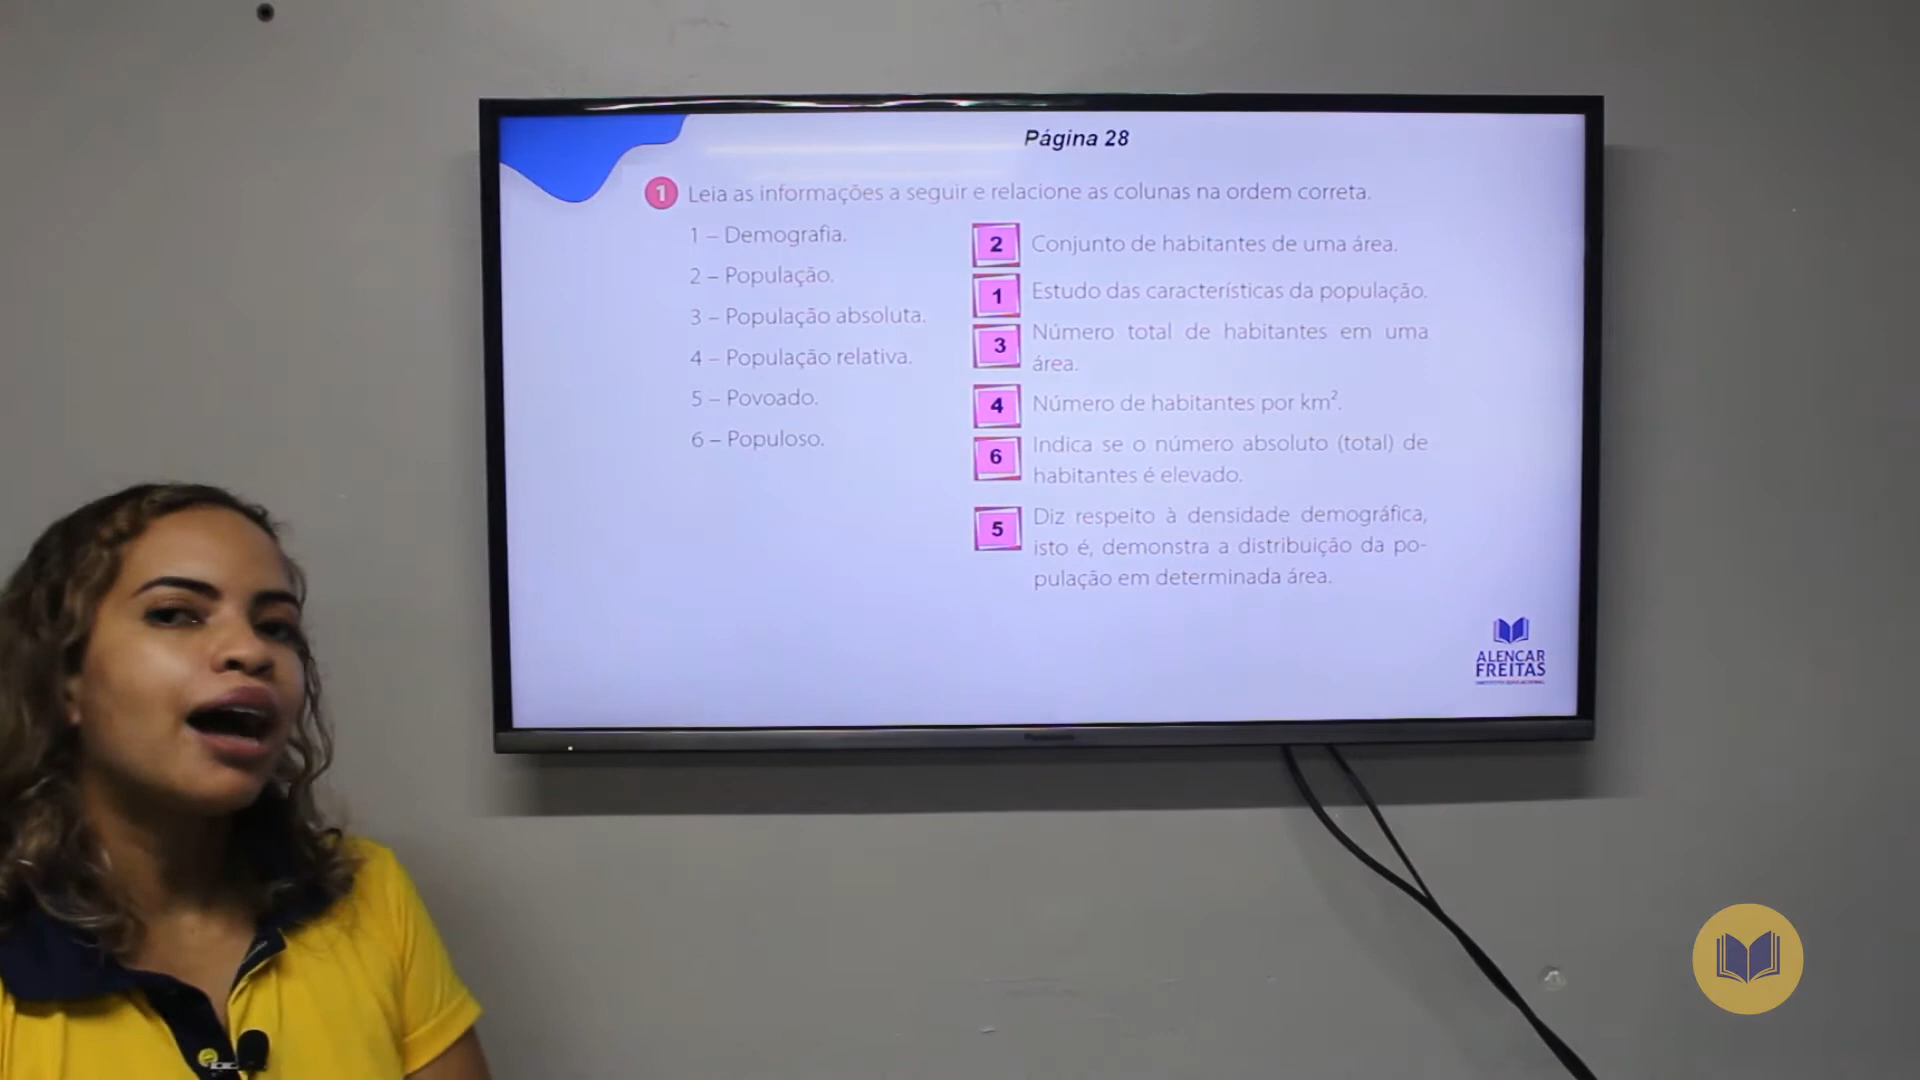 Página 28
1 Leia as informações a seguir e relacione as colunas na ordem correta.
1 – Demografia.
2 – População.
3 – População absoluta.
4 – População relativa.
5 – Povoado.
6 – Populoso.
2 Conjunto de habitantes de uma área.
1 Estudo das características da população.
3 Número total de habitantes em uma
área.
4 Número de habitantes por km².
6 Indica se o número absoluto (total) de
habitantes é elevado.
5 Diz respeito à densidade demográfica,
isto é, demonstra a distribuição da po-
pulação em determinada área.
ALENCAR
FREITAS